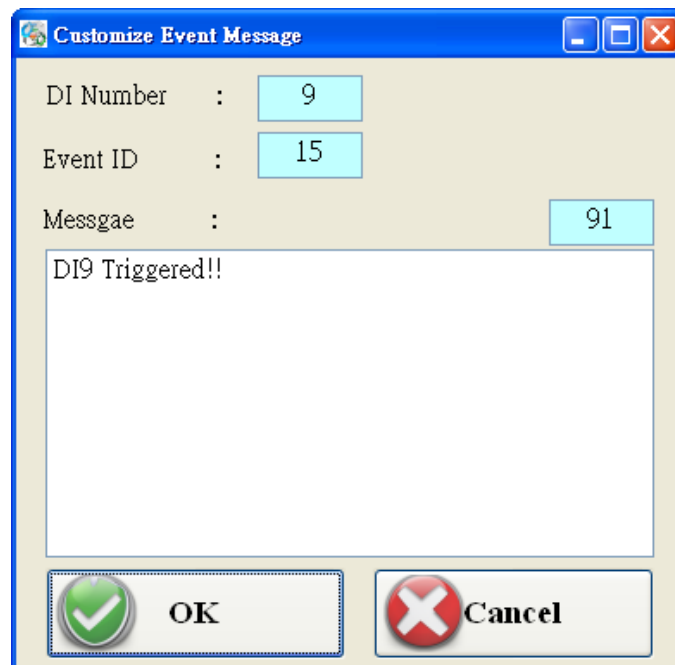 Customize Event Message
DI Number : 9
Event ID : 15
Messgae : 91
DI9 Triggered!!
OK Cancel